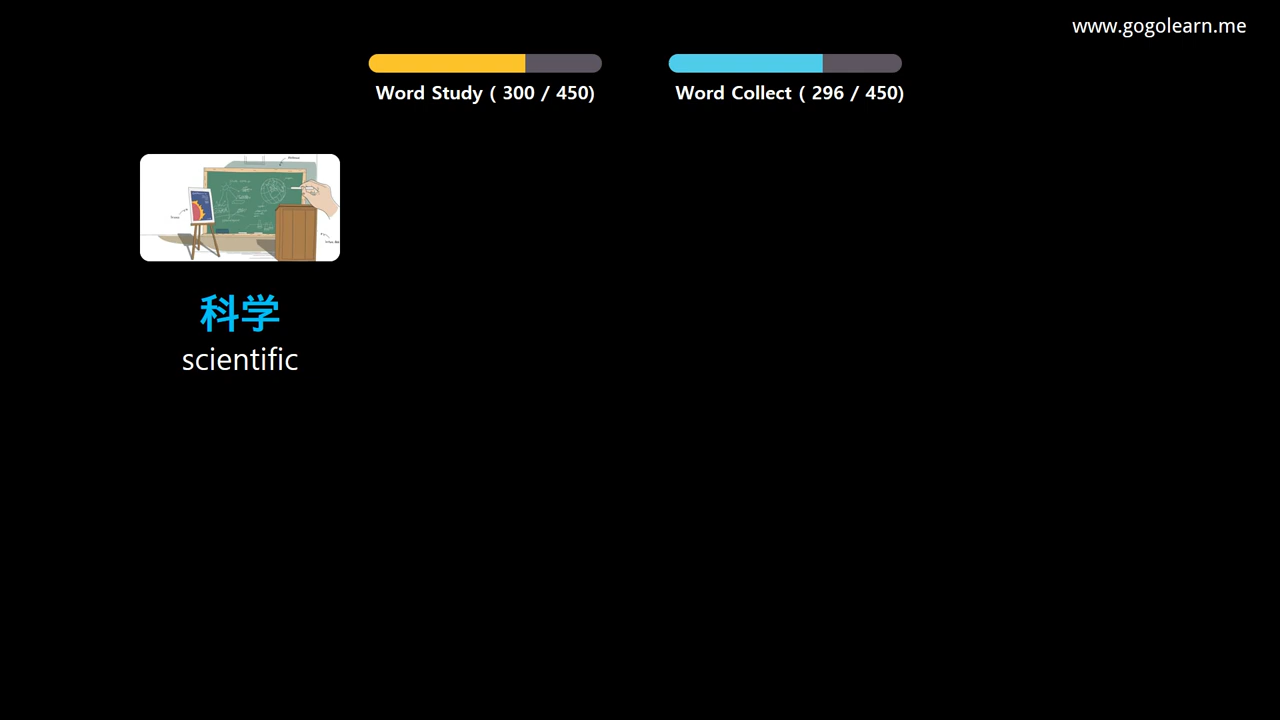 www.gogolearn.me
Word Study ( 300 / 450)
Word Collect ( 296 / 450)
科学
scientific